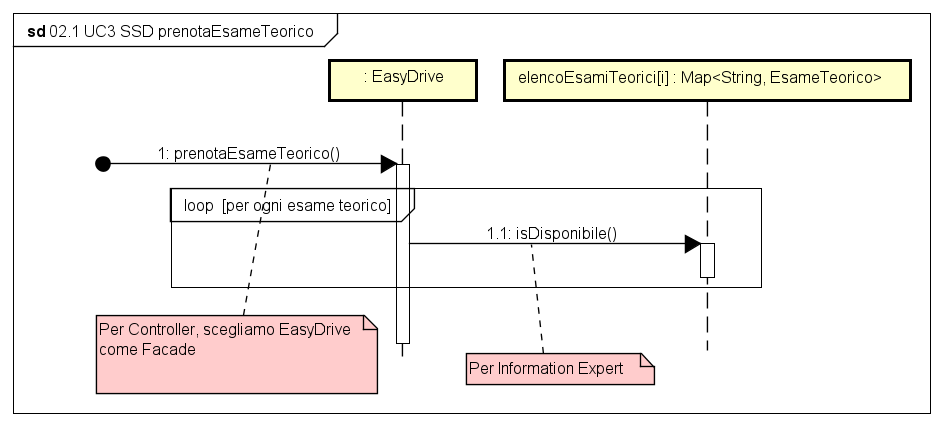 sd 02.1 UC3 SSD prenotaEsameTeorico
: EasyDrive
elencoEsamiTeorici[i] : Map<String, EsameTeorico>
1: prenotaEsameTeorico()
loop [per ogni esame teorico]
1.1: isDisponibile()
Per Controller, scegliamo EasyDrive
come Facade
Per Information Expert